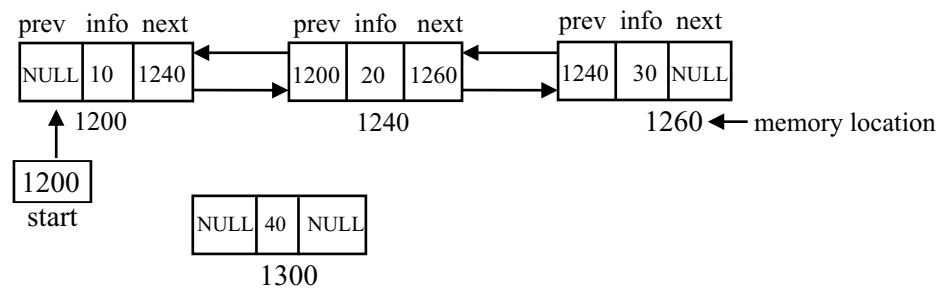 prev info next prev info next prev info next
NULL 10 1240 1200 20 1260 1240 30 NULL
1200 1240 1260 memory location
1200
start
NULL 40 NULL
1300